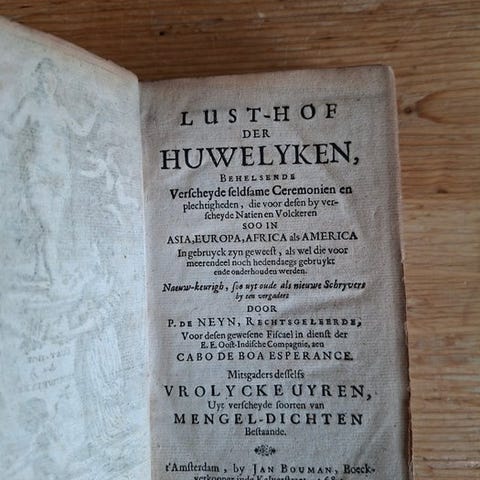 LUST-HOF
DER
HUWELYKEN,
BEHELSENDE
Verscheyde seldsame Ceremonien en
plechtigheden, die voor desen by ver-
scheyde Natien en Volckeren
SOO IN
ASIA, EUROPA, AFRICA als AMERICA
In gebruyck zyn geweest, als wel die voor
meerendeel noch hedendaegs gebruykt
ende onderhouden werden.
Naeuw-keurigh, soo uyt oude als nieuwe Schryvers
by een vergadert
DOOR
P. DE NEYN, RECHTSGELEERDE,
Voor desen gewesene Fiscael in dienst der
E. E. Oost-Indische Compagnie, aen
CABO DE BOA ESPERANCE.
Mitsgaders desselfs
VROLYCKE UYREN,
Uyt verscheyde soorten van
MENGEL-DICHTEN
Bestaande.
t'Amsterdam, by JAN BOUMAN, Boeck-
verkooper